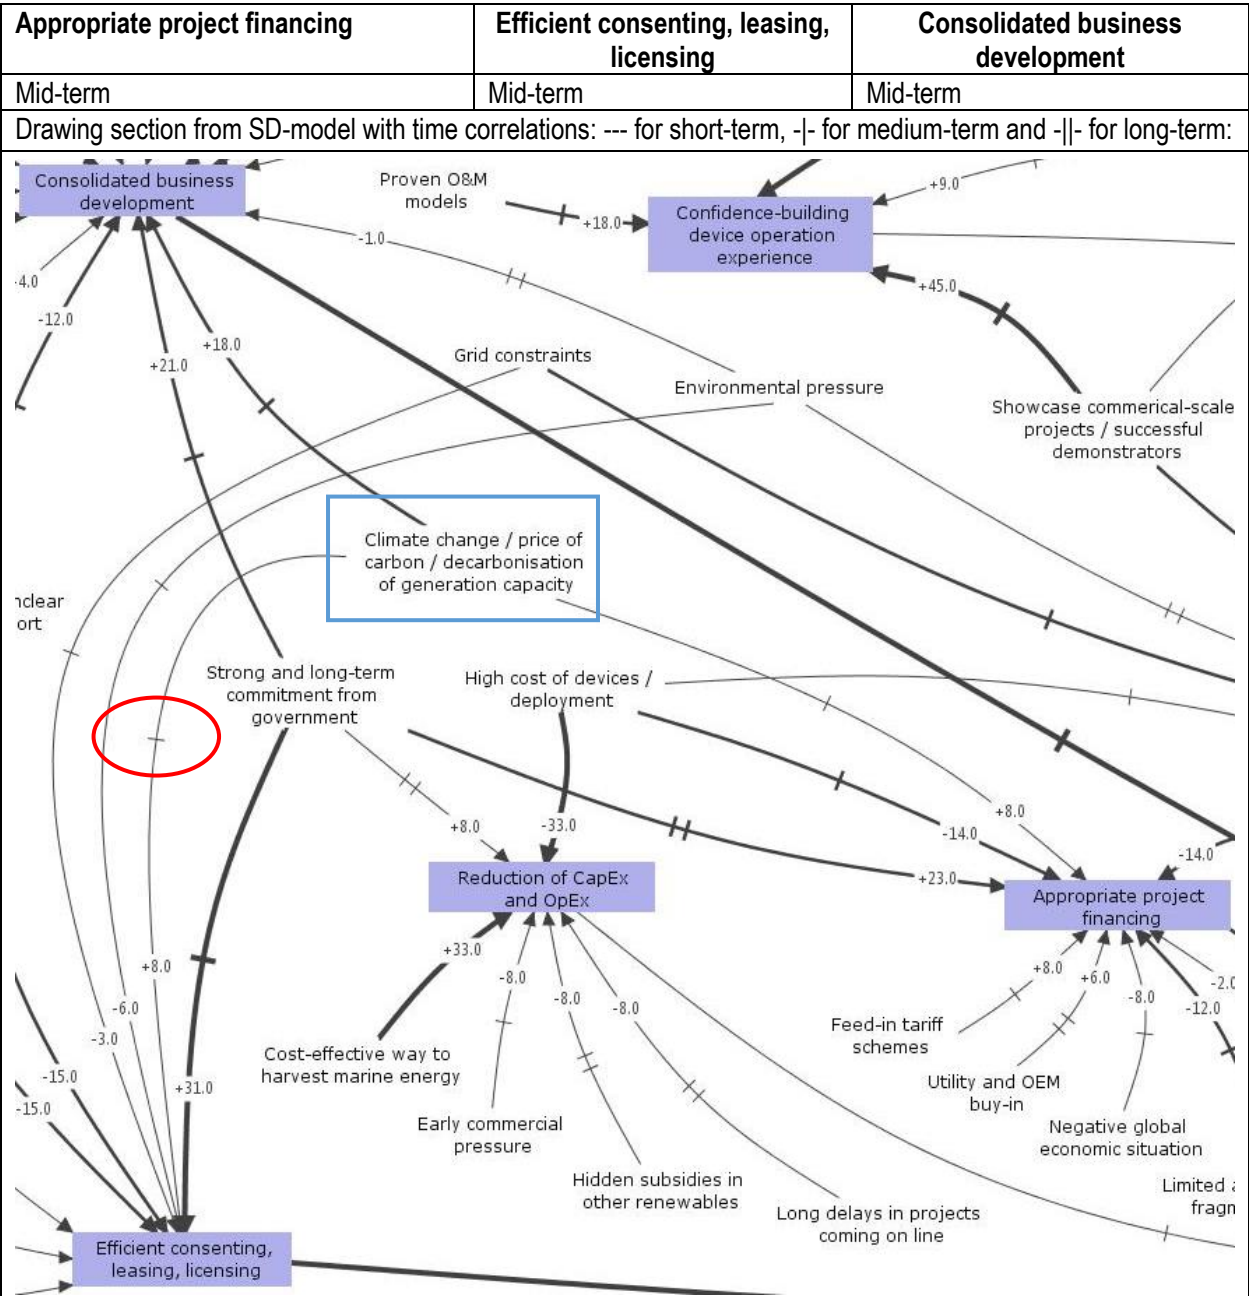 Appropriate project financing
Efficient consenting, leasing,
licensing
Consolidated business
development
Mid-term
Mid-term
Mid-term
Drawing section from SD-model with time correlations: --- for short-term, -|- for medium-term and -||- for long-term:
Consolidated business
development
Proven O&M
models
+18.0
Confidence-building
device operation
experience
+9.0
-1.0
-4.0
-12.0
+21.0
+18.0
+45.0
Grid constraints
Environmental pressure
Showcase commerical-scale
projects / successful
demonstrators
Climate change / price of
carbon / decarbonisation
of generation capacity
Strong and long-term
commitment from
government
High cost of devices /
deployment
+8.0
-33.0
-14.0
+8.0
-14.0
+23.0
Reduction of CapEx
and OpEx
Appropriate project
financing
+33.0
-8.0
-8.0
-8.0
+8.0
+6.0
-8.0
-2.0
-12.0
+8.0
-6.0
-3.0
-15.0
-15.0
+31.0
Cost-effective way to
harvest marine energy
Early commercial
pressure
Hidden subsidies in
other renewables
Long delays in projects
coming on line
Feed-in tariff
schemes
Utility and OEM
buy-in
Negative global
economic situation
Limited
Efficient consenting,
leasing, licensing